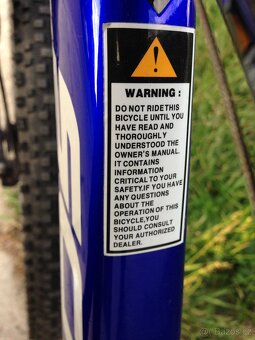 WARNING :
DO NOT RIDE THIS
BICYCLE UNTIL YOU
HAVE READ AND
THOROUGHLY
UNDERSTOOD THE
OWNER'S MANUAL.
IT CONTAINS
INFORMATION
CRITICAL TO YOUR
SAFETY.IF YOU HAVE
ANY QUESTIONS
ABOUT THE
OPERATION OF THIS
BICYCLE,YOU
SHOULD CONSULT
YOUR AUTHORIZED
DEALER.